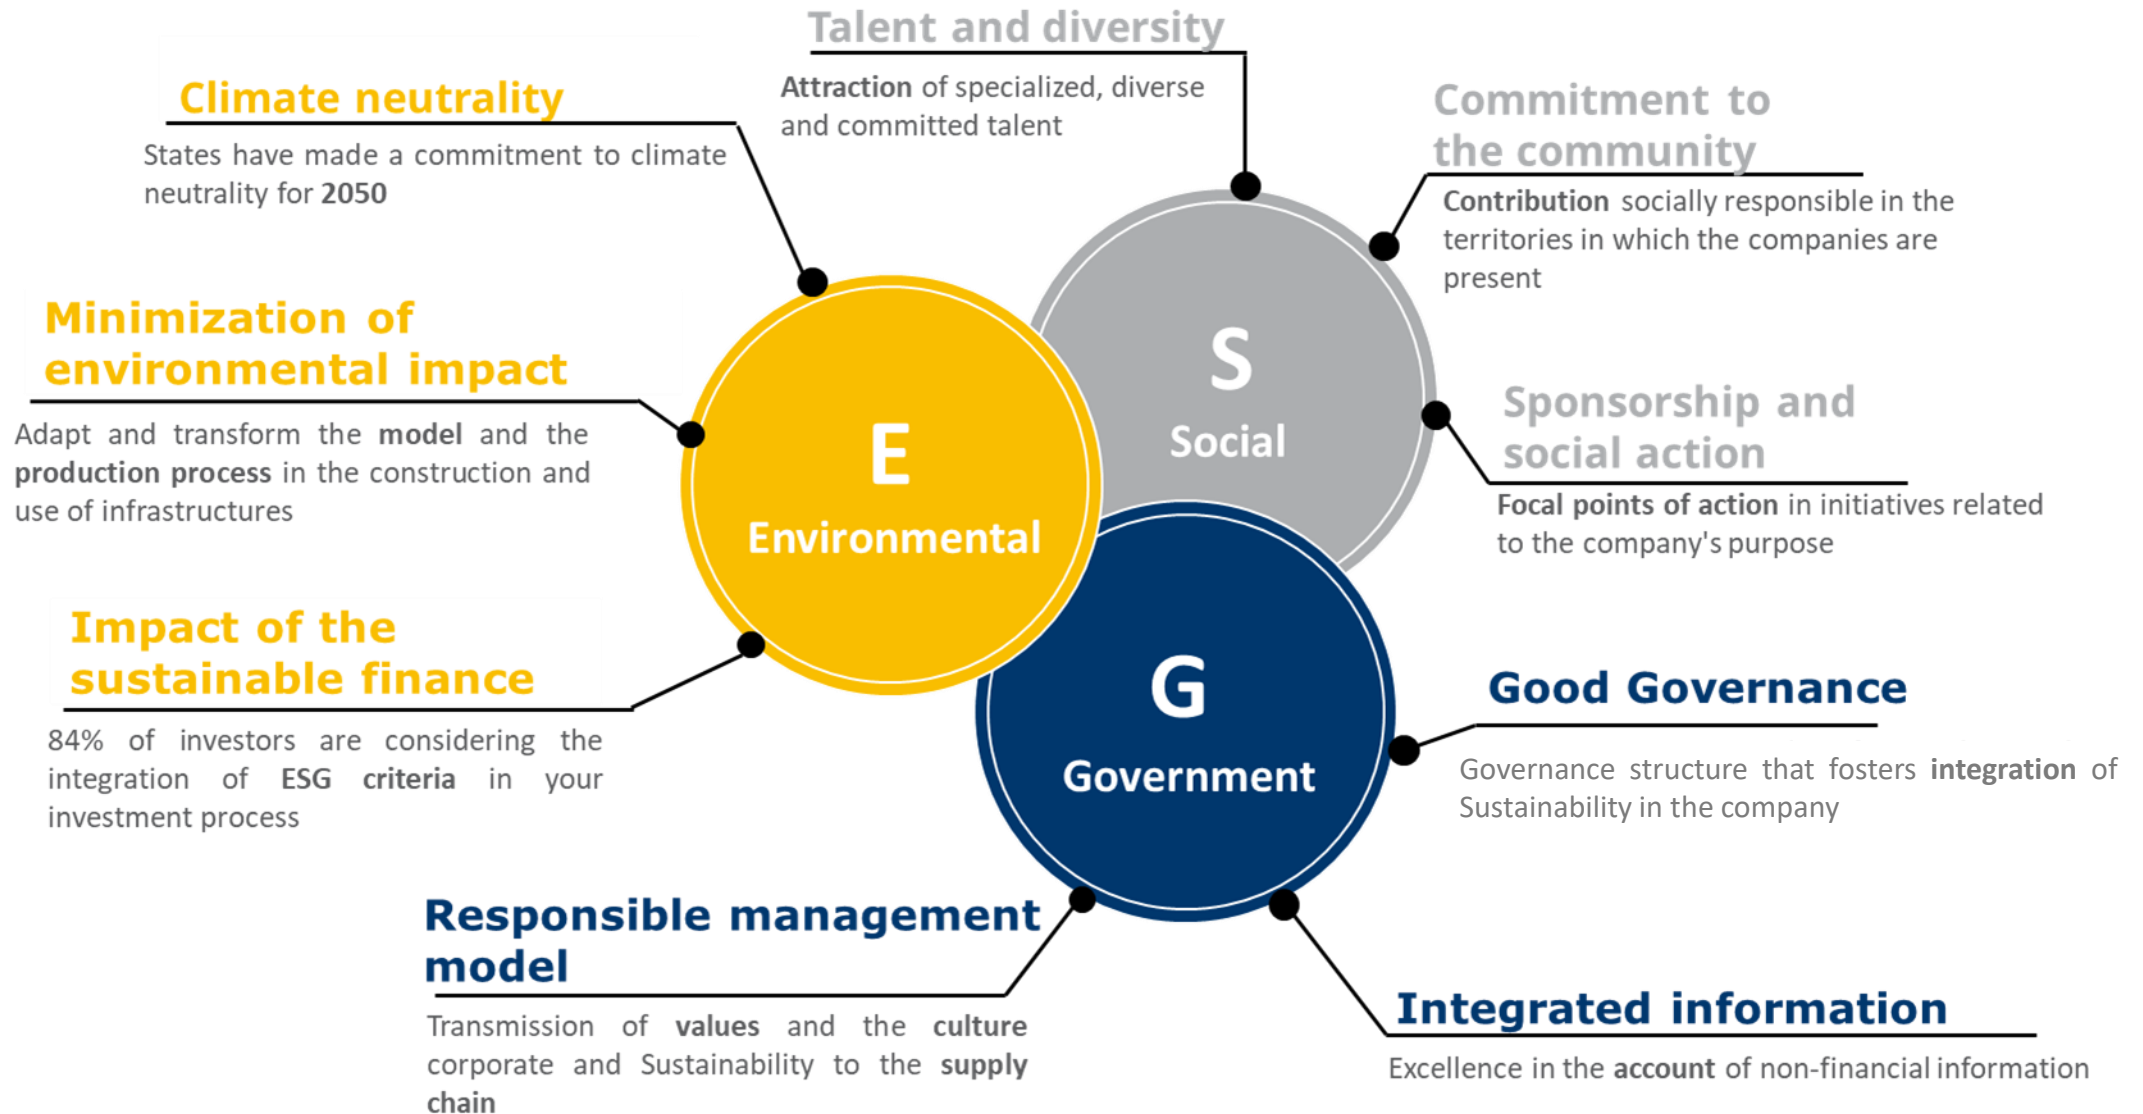 Talent and diversity
Attraction of specialized, diverse
and committed talent
Climate neutrality
States have made a commitment to climate
neutrality for 2050
Commitment to
the community
Contribution socially responsible in the
territories in which the companies are
present
Minimization of
environmental impact
Adapt and transform the model and the
production process in the construction and
use of infrastructures
E
Environmental
S
Social
Sponsorship and
social action
Focal points of action in initiatives related
to the company's purpose
Impact of the
sustainable finance
84% of investors are considering the
integration of ESG criteria in your
investment process
G
Government
Good Governance
Governance structure that fosters integration of
Sustainability in the company
Responsible management
model
Transmission of values and the culture
corporate and Sustainability to the supply
chain
Integrated information
Excellence in the account of non-financial information